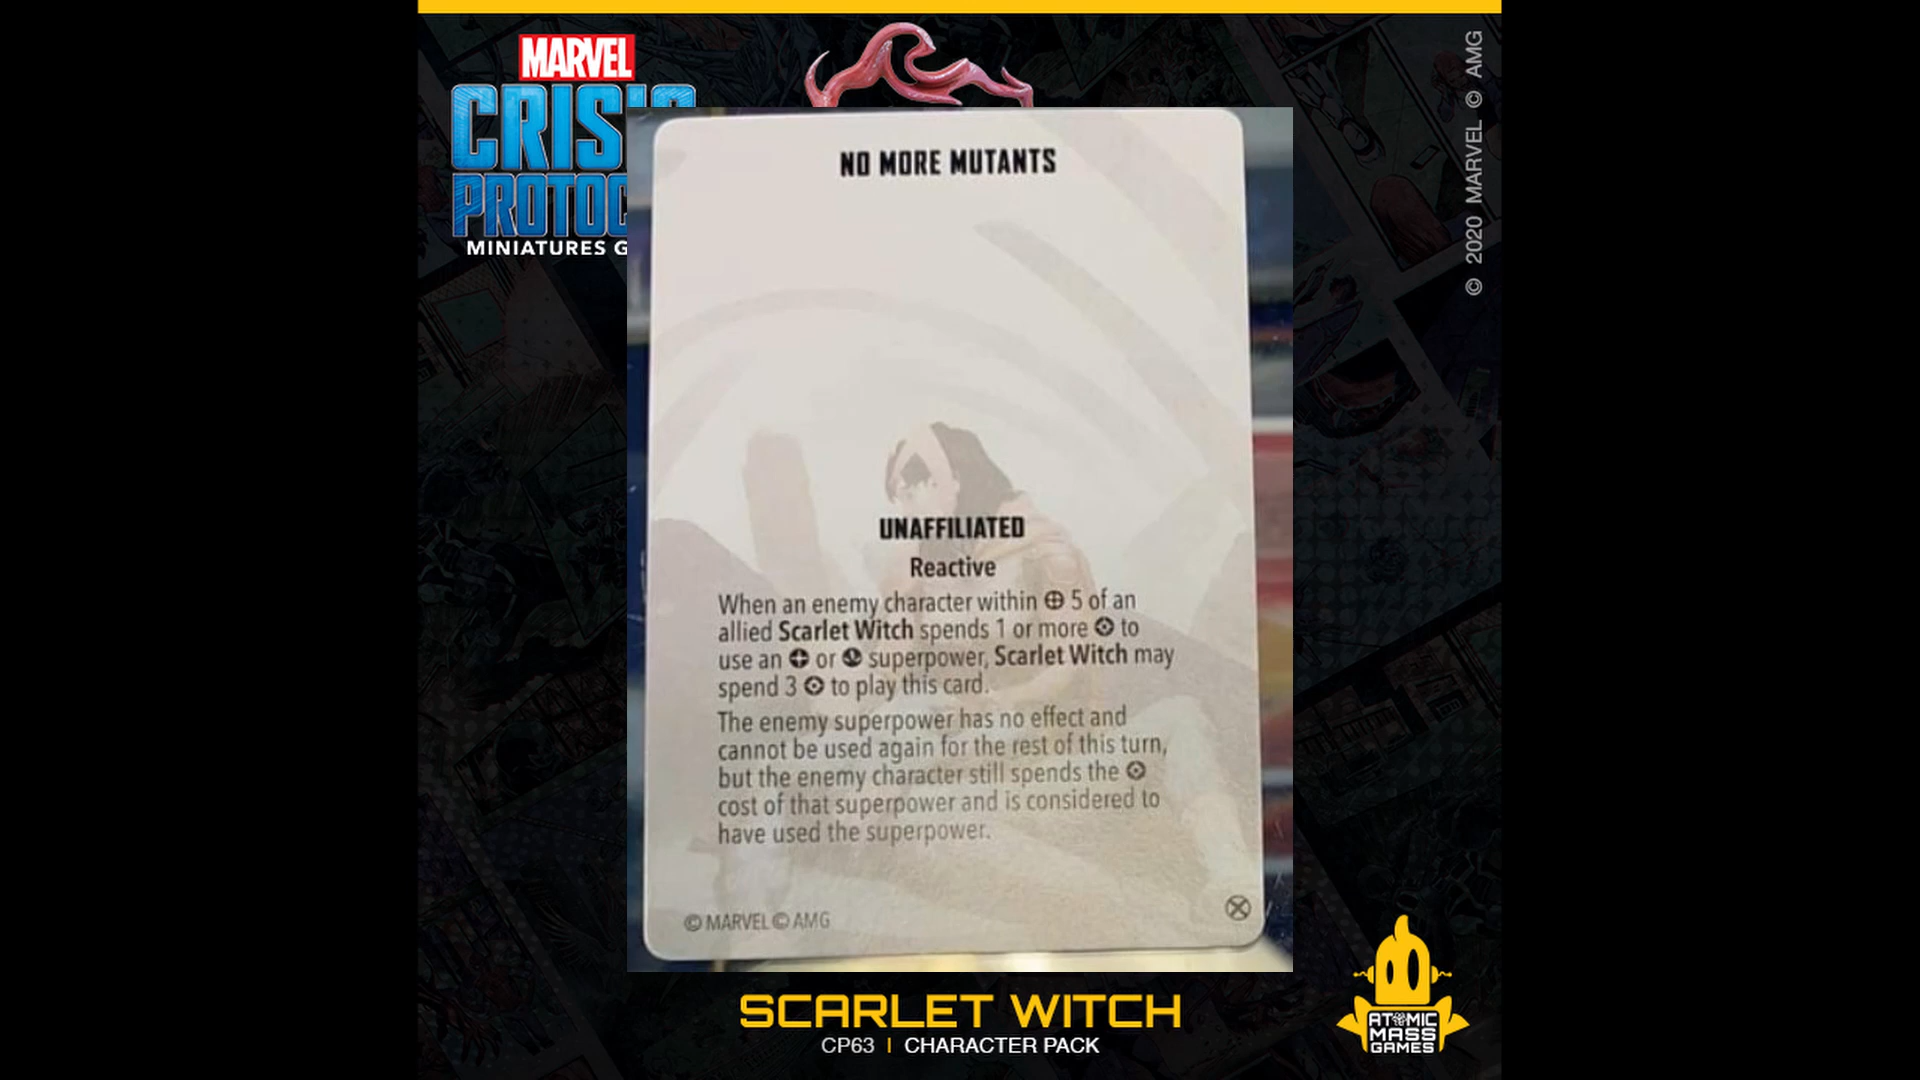 MARVEL
CRISIS
PROTOC
MINIATURES G
© 2020 MARVEL © AMG
NO MORE MUTANTS
UNAFFILIATED
Reactive
When an enemy character within 5 of an
allied Scarlet Witch spends 1 or more to
use an or superpower, Scarlet Witch may
spend 3 to play this card.
The enemy superpower has no effect and
cannot be used again for the rest of this turn,
but the enemy character still spends the
cost of that superpower and is considered to
have used the superpower.
© MARVEL © AMG
SCARLET WITCH
CP63 | CHARACTER PACK
ATOMIC
MASS
GAMES